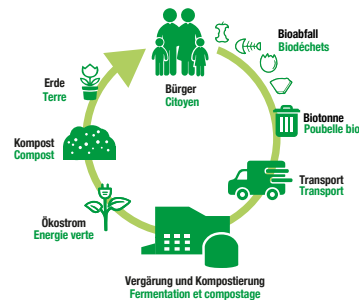 Bioabfall
Biodéchets
Bürger
Citoyen
Biotonne
Poubelle bio
Transport
Transport
Vergärung und Kompostierung
Fermentation et compostage
Ökostrom
Energie verte
Kompost
Compost
Erde
Terre